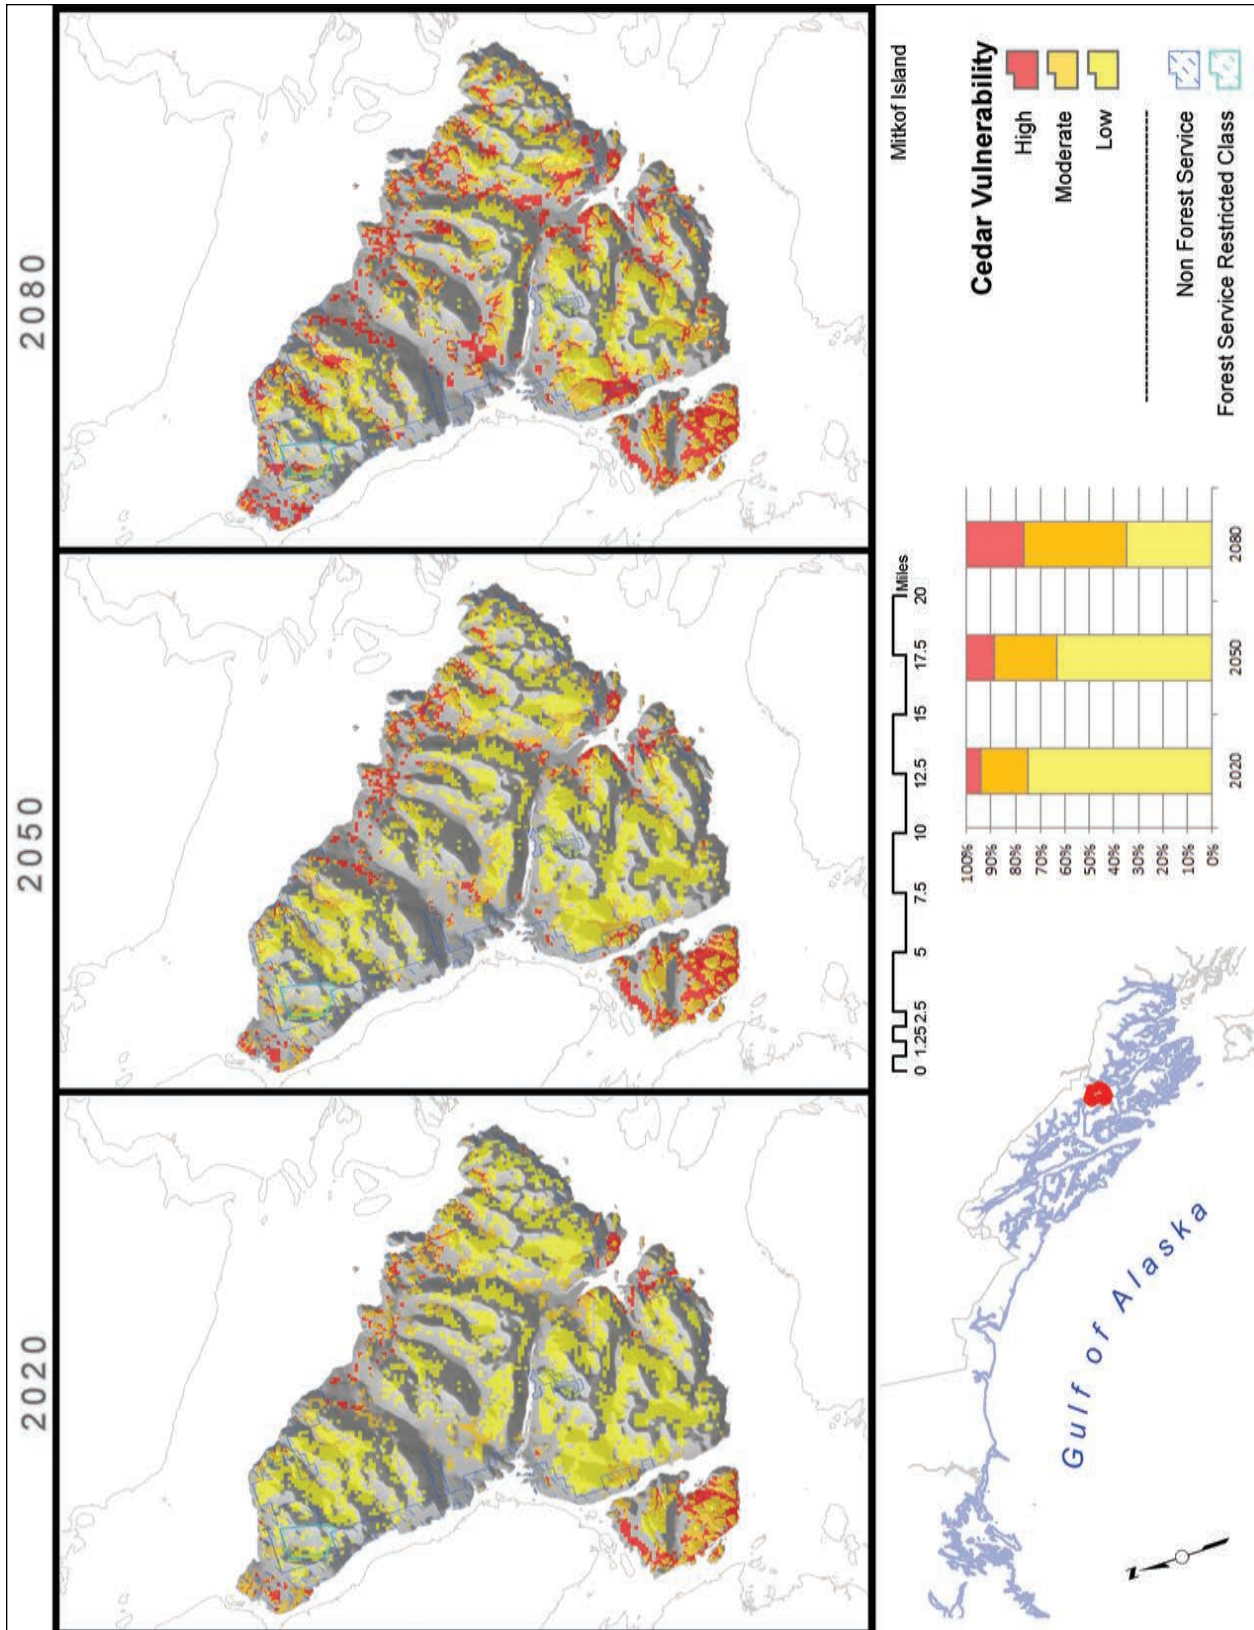 2020
2050
2080
Mitkof Island
0 1.25 2.5 5 7.5 10 12.5 15 17.5 20
Miles
Gulf of Alaska
N
100%
90%
80%
70%
60%
50%
40%
30%
20%
10%
0%
2020 2050 2080
Cedar Vulnerability
High
Moderate
Low
Non Forest Service
Forest Service Restricted Class